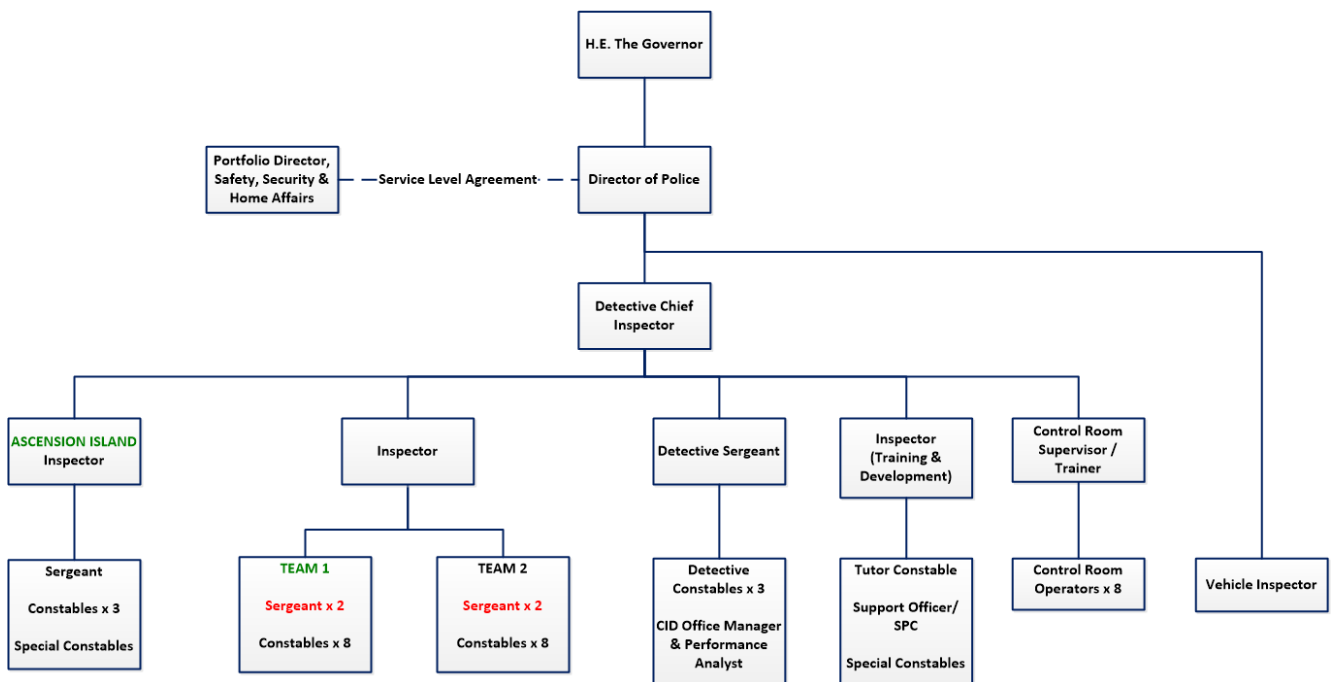 H.E. The Governor
Portfolio Director,
Safety, Security &
Home Affairs
Service Level Agreement
Director of Police
Detective Chief
Inspector
ASCENSION ISLAND
Inspector
Inspector
Detective Sergeant
Inspector
(Training &
Development)
Control Room
Supervisor /
Trainer
Sergeant
Constables x 3
Special Constables
TEAM 1
Sergeant x 2
Constables x 8
TEAM 2
Sergeant x 2
Constables x 8
Detective
Constables x 3
CID Office Manager
& Performance
Analyst
Tutor Constable
Support Officer/
SPC
Special Constables
Control Room
Operators x 8
Vehicle Inspector